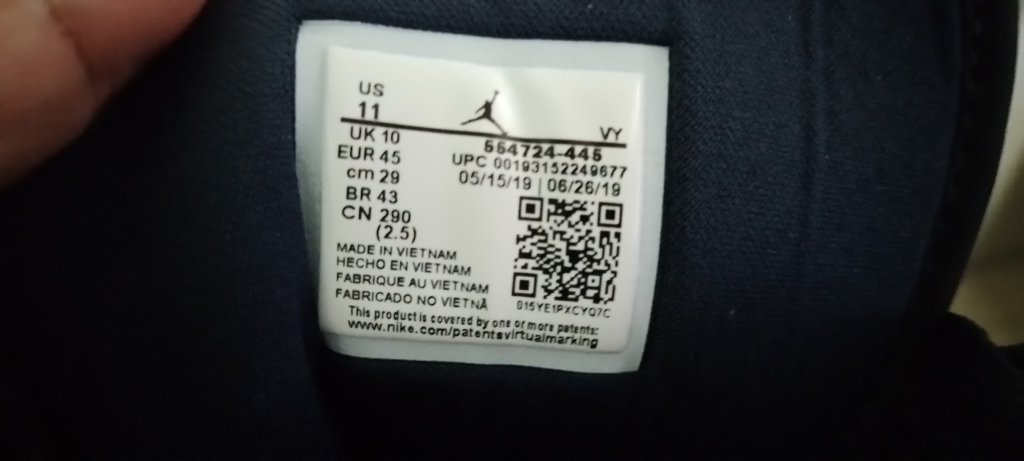 US
11
VY
UK 10
554724-445
EUR 45
UPC 00193152249677
cm 29
05/15/19 | 06/26/19
BR 43
CN 290
(2.5)
MADE IN VIETNAM
HECHO EN VIETNAM
FABRIQUE AU VIETNAM
FABRICADO NO VIETNÃ
015YE1PXCYQ7C
This product is covered by one or more patents:
www.nike.com/patentsvirtualmarking